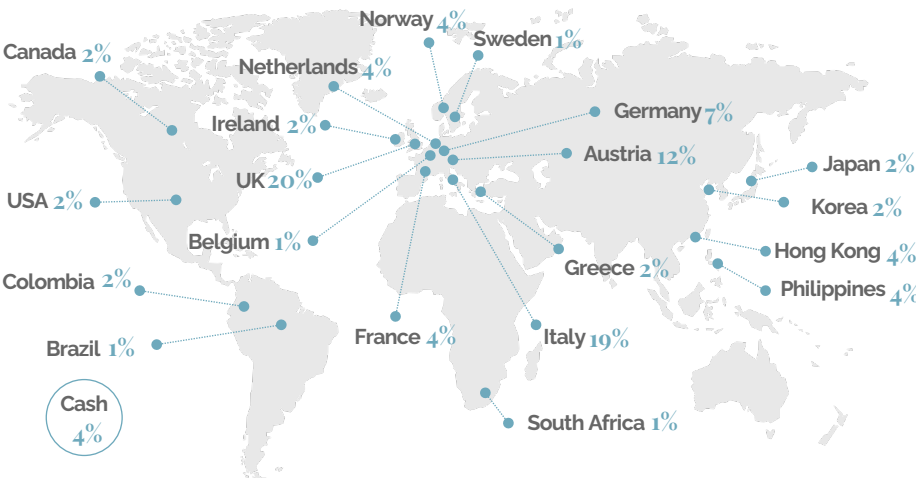 Norway 4%
Sweden 1%
Canada 2%
Netherlands 4%
Germany 7%
Ireland 2%
Austria 12%
Japan 2%
UK 20%
USA 2%
Korea 2%
Belgium 1%
Hong Kong 4%
Greece 2%
Colombia 2%
Philippines 4%
France 4%
Italy 19%
Brazil 1%
Cash
4%
South Africa 1%